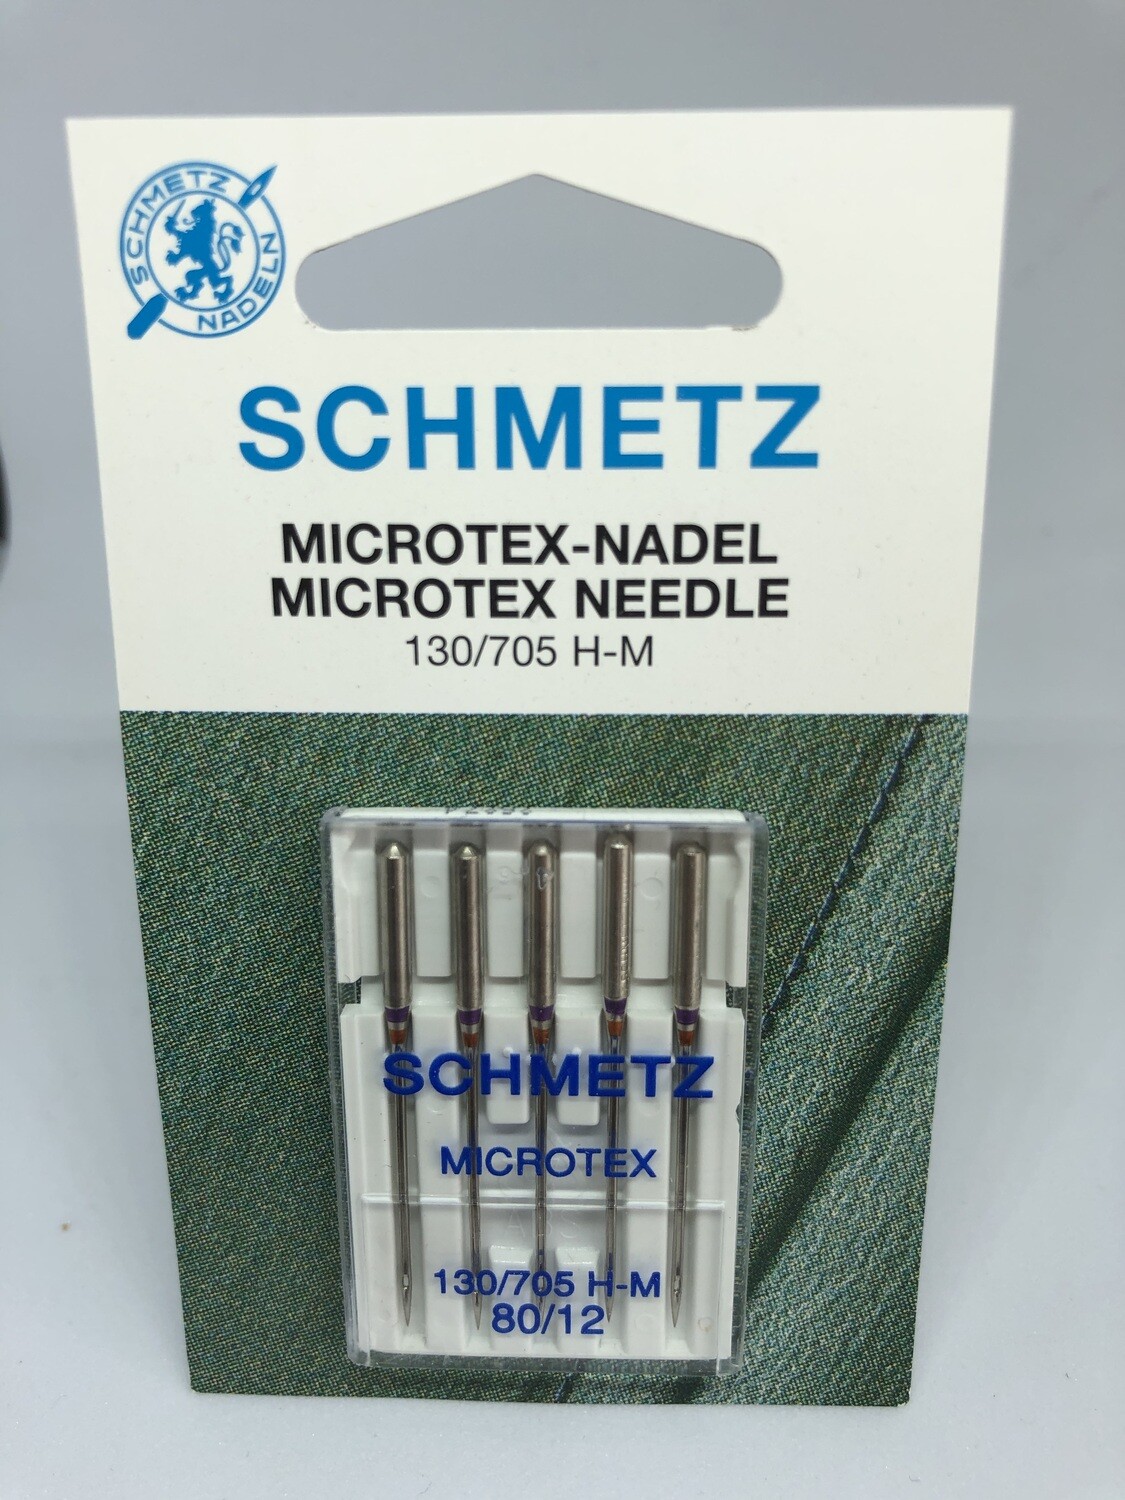 SCHMETZ
NADELN
SCHMETZ
MICROTEX-NADEL
MICROTEX NEEDLE
130/705 H-M
SCHMETZ
MICROTEX
130/705 H-M
80/12